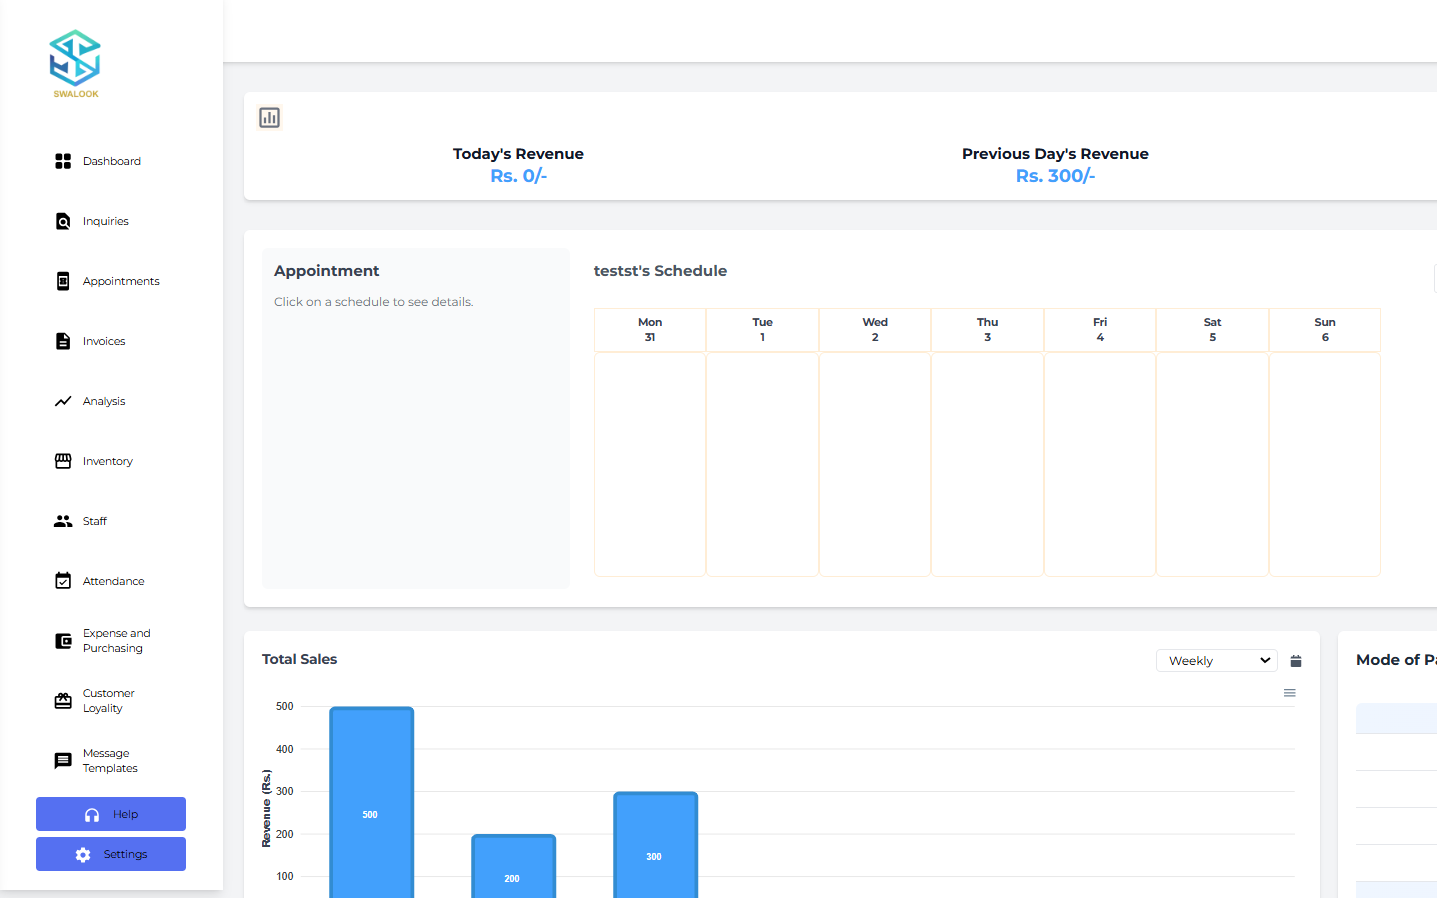 SWALOOK
Dashboard
Inquiries
Appointments
Invoices
Analysis
Inventory
Staff
Attendance
Expense and
Purchasing
Customer
Loyality
Message
Templates
Help
Settings
Today's Revenue
Rs. 0/-
Previous Day's Revenue
Rs. 300/-
Appointment
Click on a schedule to see details.
testst's Schedule
Mon Tue Wed Thu Fri Sat Sun
31 1 2 3 4 5 6
Total Sales
Weekly
Revenue (Rs.)
500
400
300
200
100
500
200
300
Mode of Pa